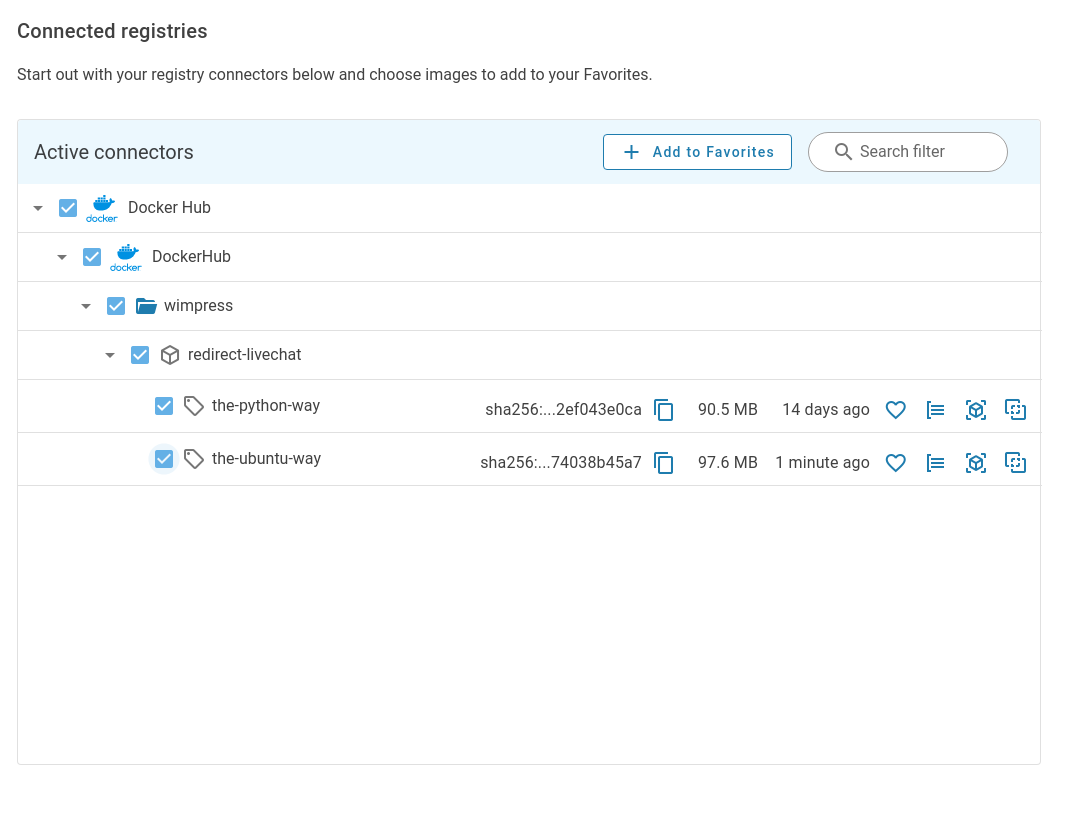 Connected registries
Start out with your registry connectors below and choose images to add to your Favorites.
Active connectors
Add to Favorites
Search filter
docker Docker Hub
docker DockerHub
wimpress
redirect-livechat
the-python-way sha256:...2ef043e0ca 90.5 MB 14 days ago
the-ubuntu-way sha256:...74038b45a7 97.6 MB 1 minute ago